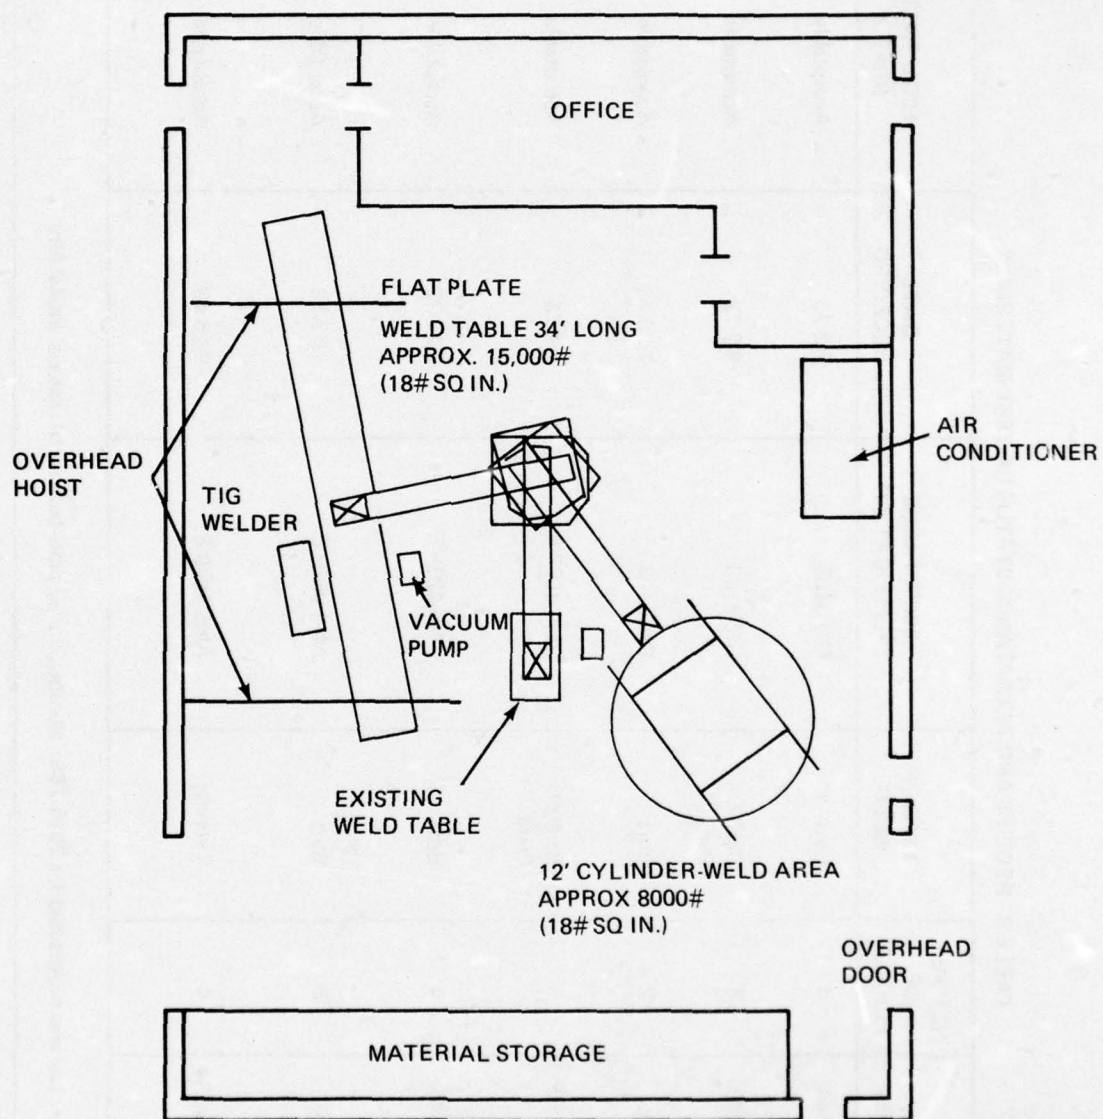 OFFICE
FLAT PLATE
WELD TABLE 34' LONG
APPROX. 15,000#
(18# SQ IN.)
AIR
CONDITIONER
OVERHEAD
HOIST
TIG
WELDER
VACUUM
PUMP
EXISTING
WELD TABLE
12' CYLINDER-WELD AREA
APPROX 8000#
(18# SQ IN.)
OVERHEAD
DOOR
MATERIAL STORAGE